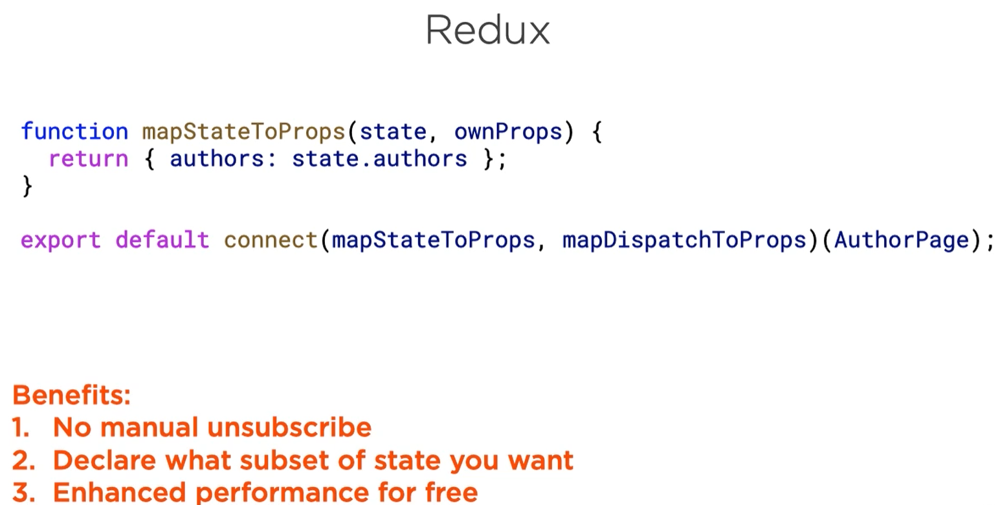 Redux
function mapStateToProps(state, ownProps) {
  return { authors: state.authors };
}
export default connect(mapStateToProps, mapDispatchToProps)(AuthorPage);
Benefits:
1. No manual unsubscribe
2. Declare what subset of state you want
3. Enhanced performance for free